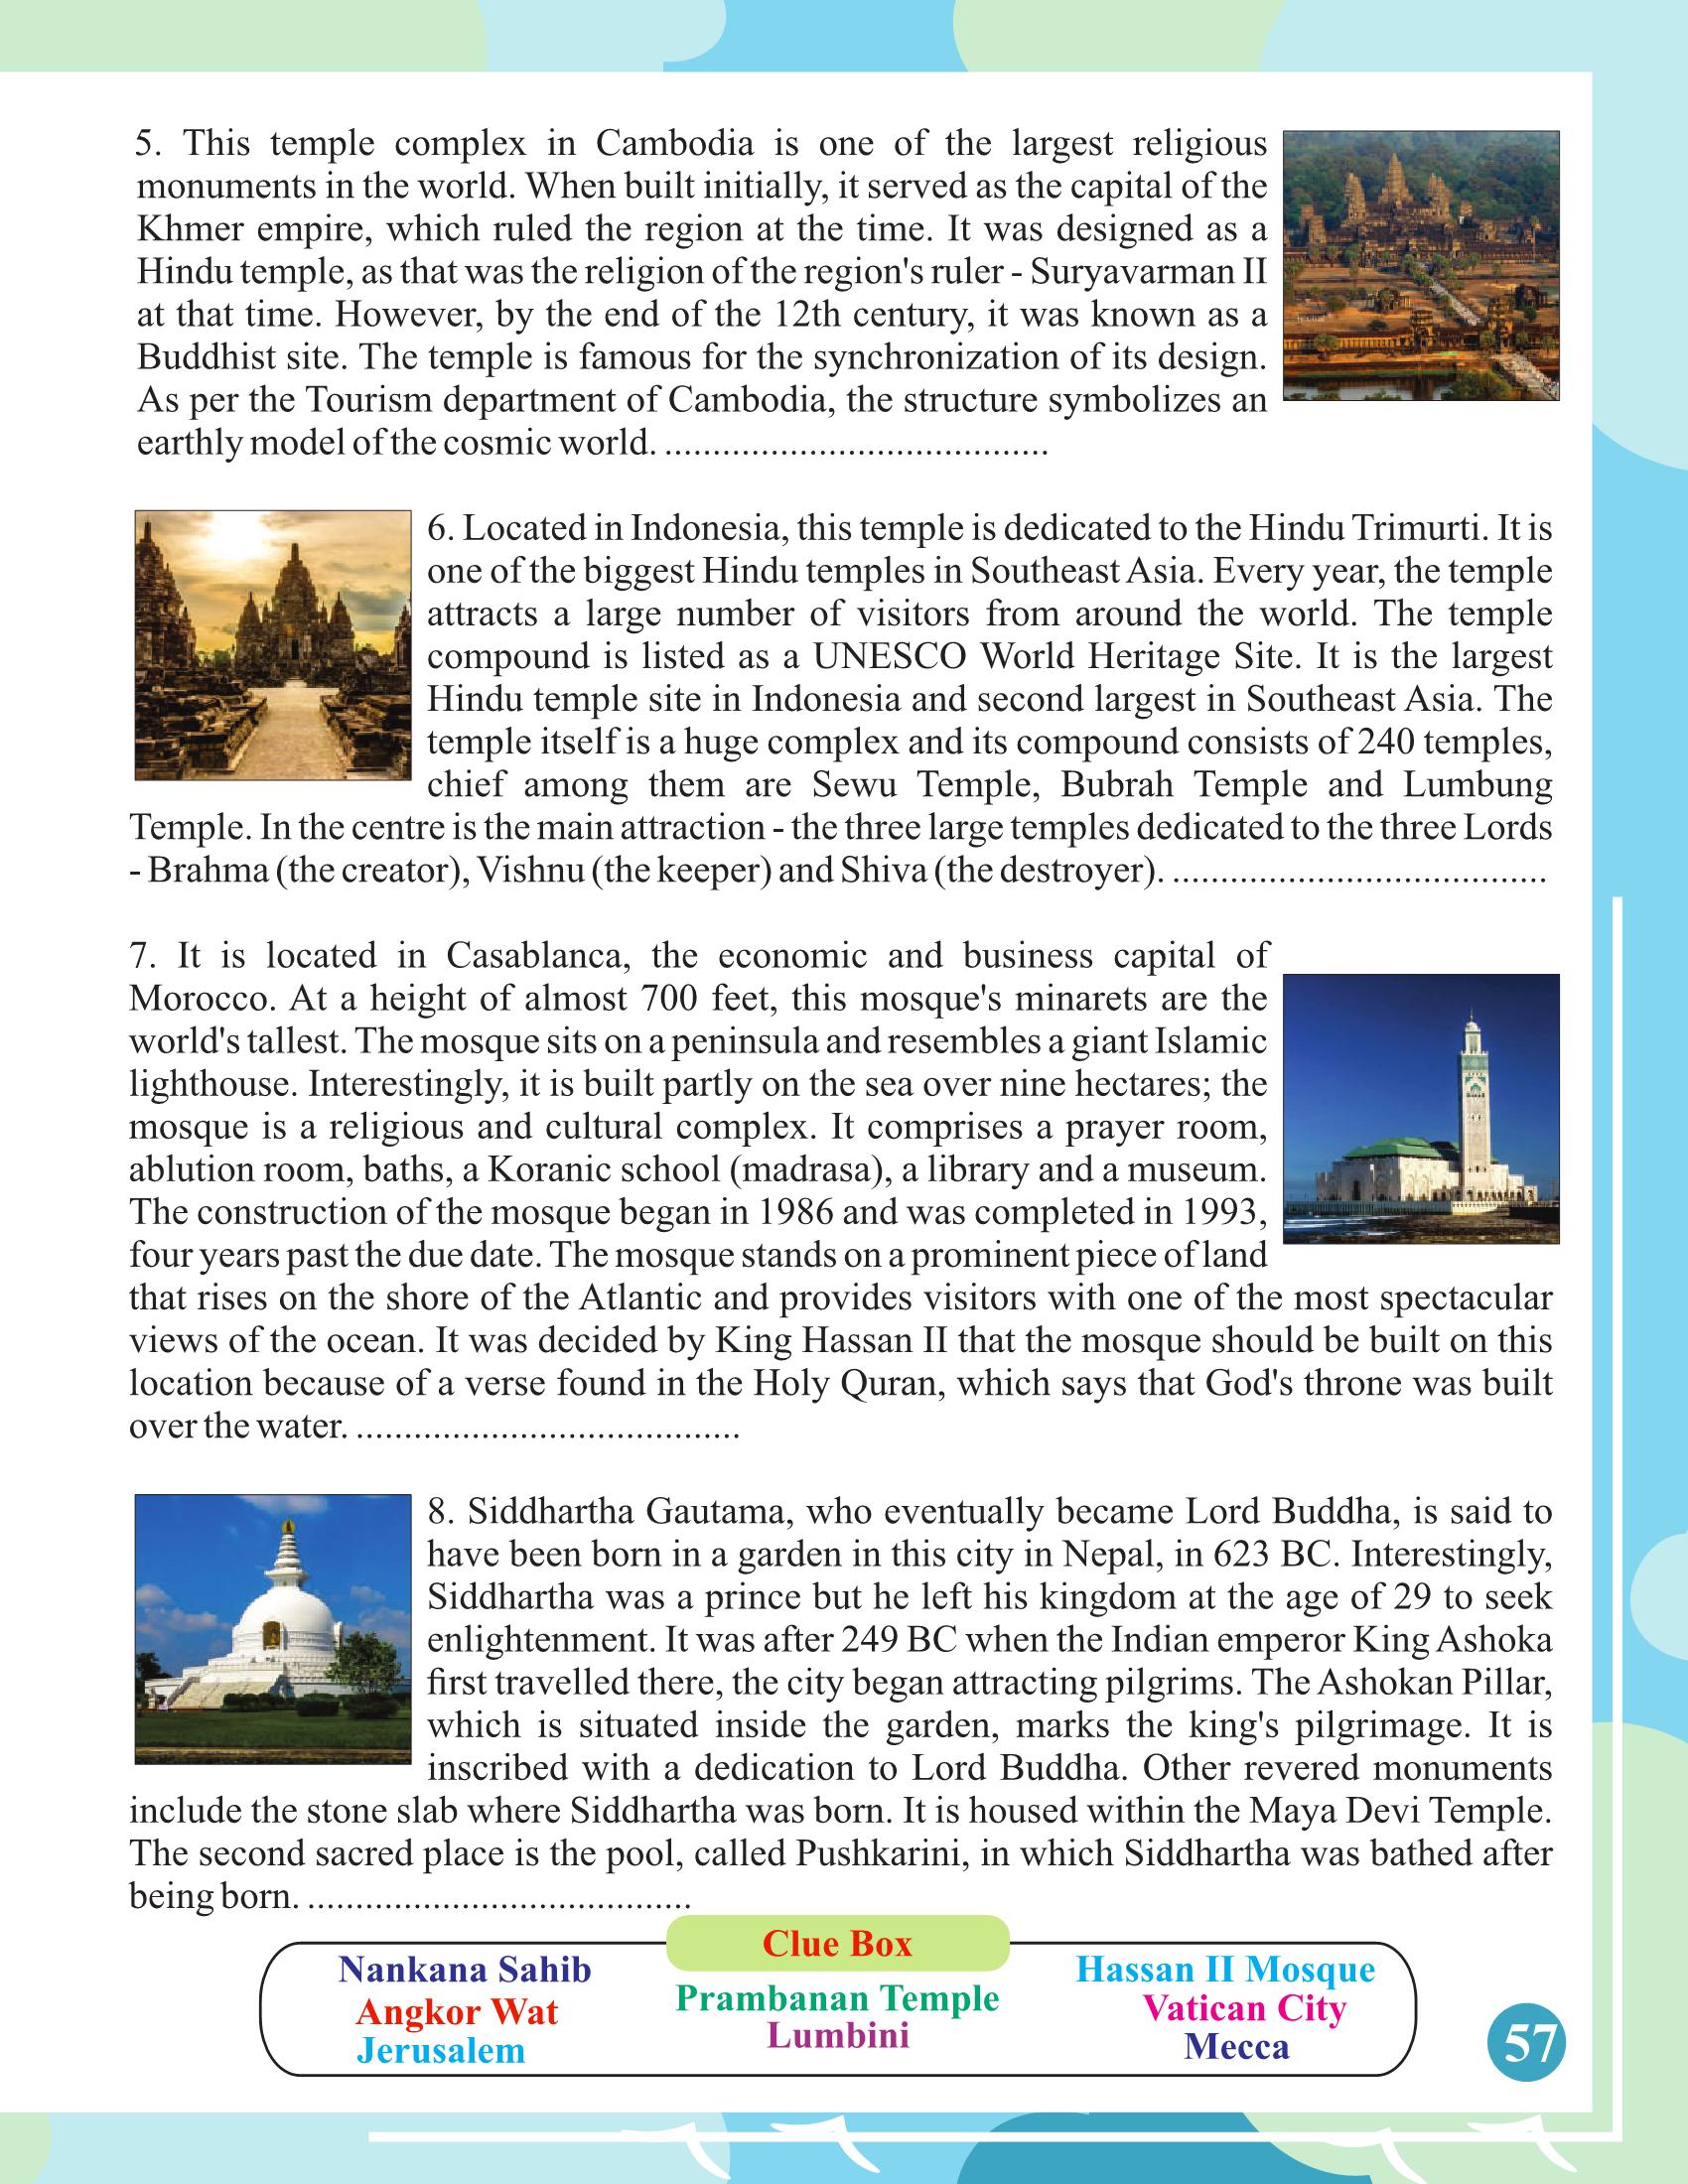 5. This temple complex in Cambodia is one of the largest religious
monuments in the world. When built initially, it served as the capital of the
Khmer empire, which ruled the region at the time. It was designed as a
Hindu temple, as that was the religion of the region's ruler - Suryavarman II
at that time. However, by the end of the 12th century, it was known as a
Buddhist site. The temple is famous for the synchronization of its design.
As per the Tourism department of Cambodia, the structure symbolizes an
earthly model of the cosmic world. ........................................
6. Located in Indonesia, this temple is dedicated to the Hindu Trimurti. It is
one of the biggest Hindu temples in Southeast Asia. Every year, the temple
attracts a large number of visitors from around the world. The temple
compound is listed as a UNESCO World Heritage Site. It is the largest
Hindu temple site in Indonesia and second largest in Southeast Asia. The
temple itself is a huge complex and its compound consists of 240 temples,
chief among them are Sewu Temple, Bubrah Temple and Lumbung
Temple. In the centre is the main attraction - the three large temples dedicated to the three Lords
- Brahma (the creator), Vishnu (the keeper) and Shiva (the destroyer). .......................................
7. It is located in Casablanca, the economic and business capital of
Morocco. At a height of almost 700 feet, this mosque's minarets are the
world's tallest. The mosque sits on a peninsula and resembles a giant Islamic
lighthouse. Interestingly, it is built partly on the sea over nine hectares; the
mosque is a religious and cultural complex. It comprises a prayer room,
ablution room, baths, a Koranic school (madrasa), a library and a museum.
The construction of the mosque began in 1986 and was completed in 1993,
four years past the due date. The mosque stands on a prominent piece of land
that rises on the shore of the Atlantic and provides visitors with one of the most spectacular
views of the ocean. It was decided by King Hassan II that the mosque should be built on this
location because of a verse found in the Holy Quran, which says that God's throne was built
over the water. ........................................
8. Siddhartha Gautama, who eventually became Lord Buddha, is said to
have been born in a garden in this city in Nepal, in 623 BC. Interestingly,
Siddhartha was a prince but he left his kingdom at the age of 29 to seek
enlightenment. It was after 249 BC when the Indian emperor King Ashoka
first travelled there, the city began attracting pilgrims. The Ashokan Pillar,
which is situated inside the garden, marks the king's pilgrimage. It is
inscribed with a dedication to Lord Buddha. Other revered monuments
include the stone slab where Siddhartha was born. It is housed within the Maya Devi Temple.
The second sacred place is the pool, called Pushkarini, in which Siddhartha was bathed after
being born. ........................................
Clue Box
Nankana Sahib
Angkor Wat
Jerusalem
Prambanan Temple
Lumbini
Hassan II Mosque
Vatican City
Mecca
57